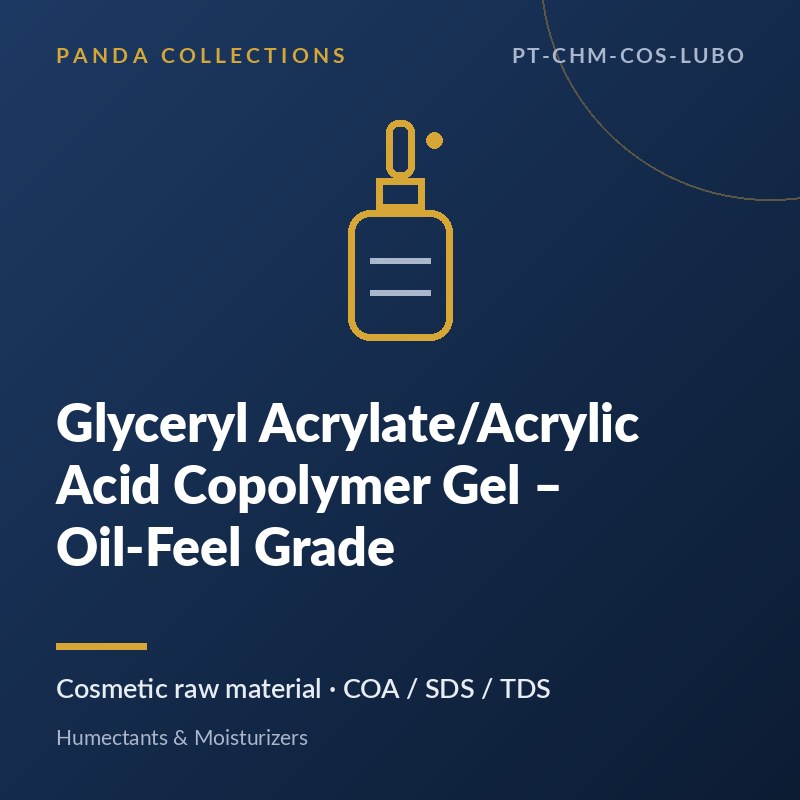 PANDA COLLECTIONS
PT-CHM-COS-LUBO
Glyceryl Acrylate/Acrylic
Acid Copolymer Gel –
Oil-Feel Grade
Cosmetic raw material · COA / SDS / TDS
Humectants & Moisturizers